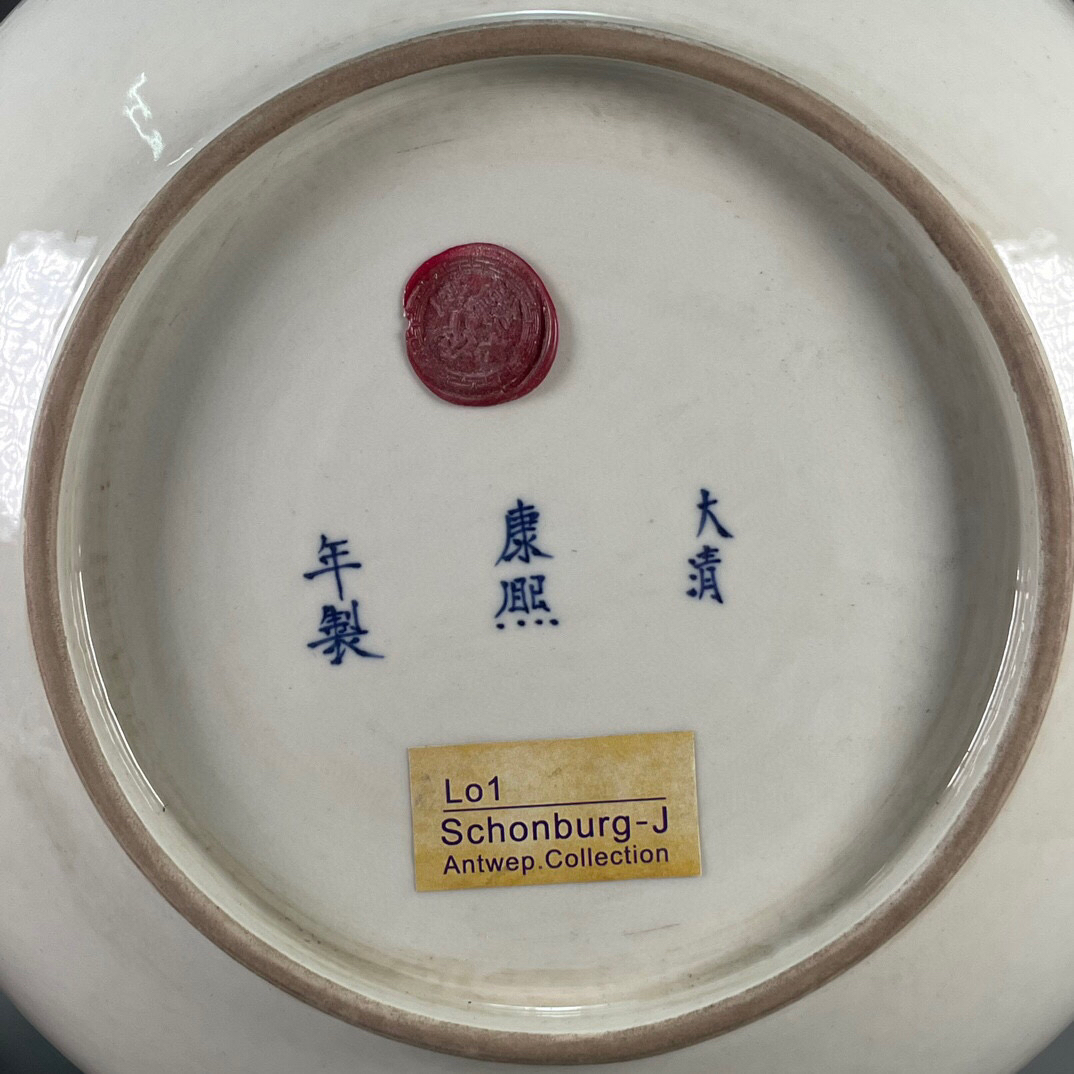 大清
康熙
年製
Lo1
Schonburg-J
Antwep.Collection